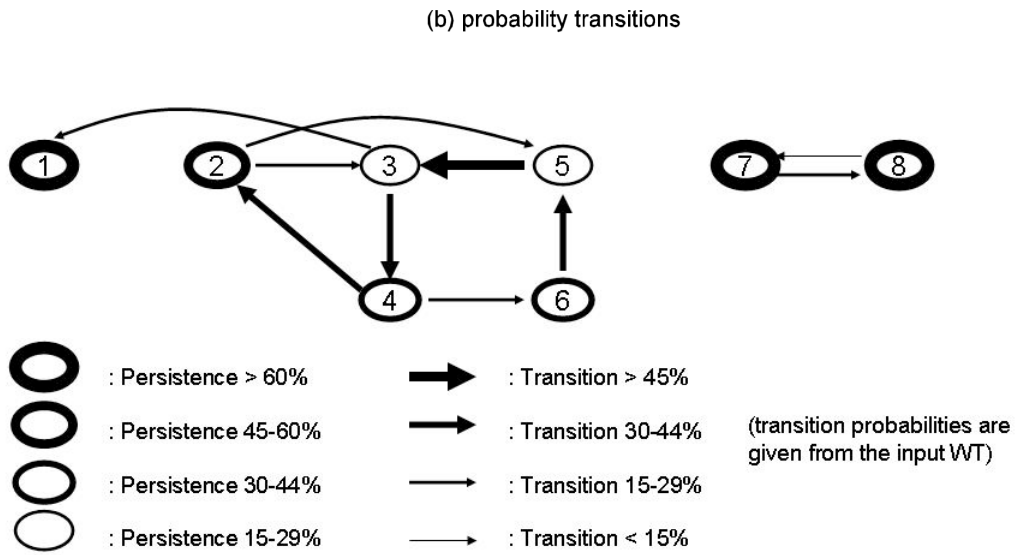 (b) probability transitions
1
2
3
5
7
8
4
6
: Persistence > 60%
: Transition > 45%
: Persistence 45-60%
: Transition 30-44%
(transition probabilities are
given from the input WT)
: Persistence 30-44%
: Transition 15-29%
: Persistence 15-29%
: Transition < 15%